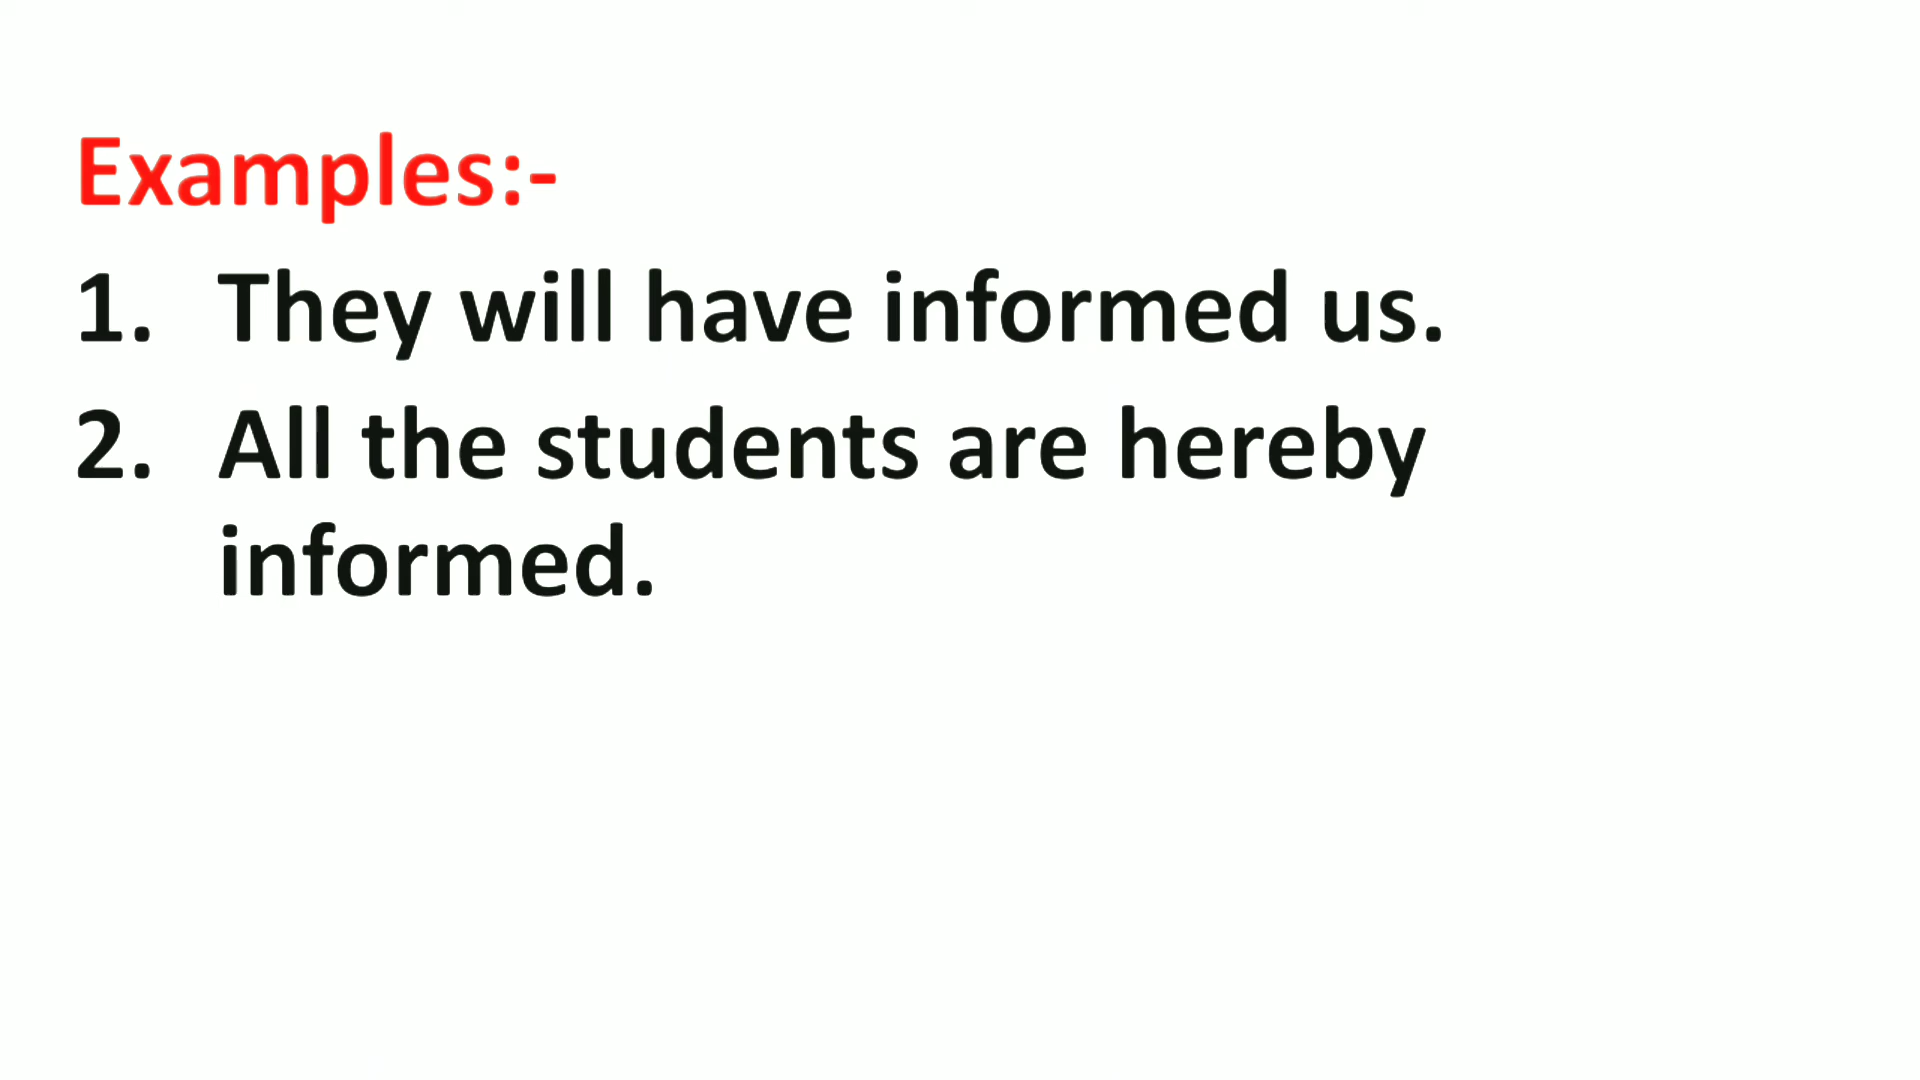 Examples:-
1. They will have informed us.
2. All the students are hereby
informed.